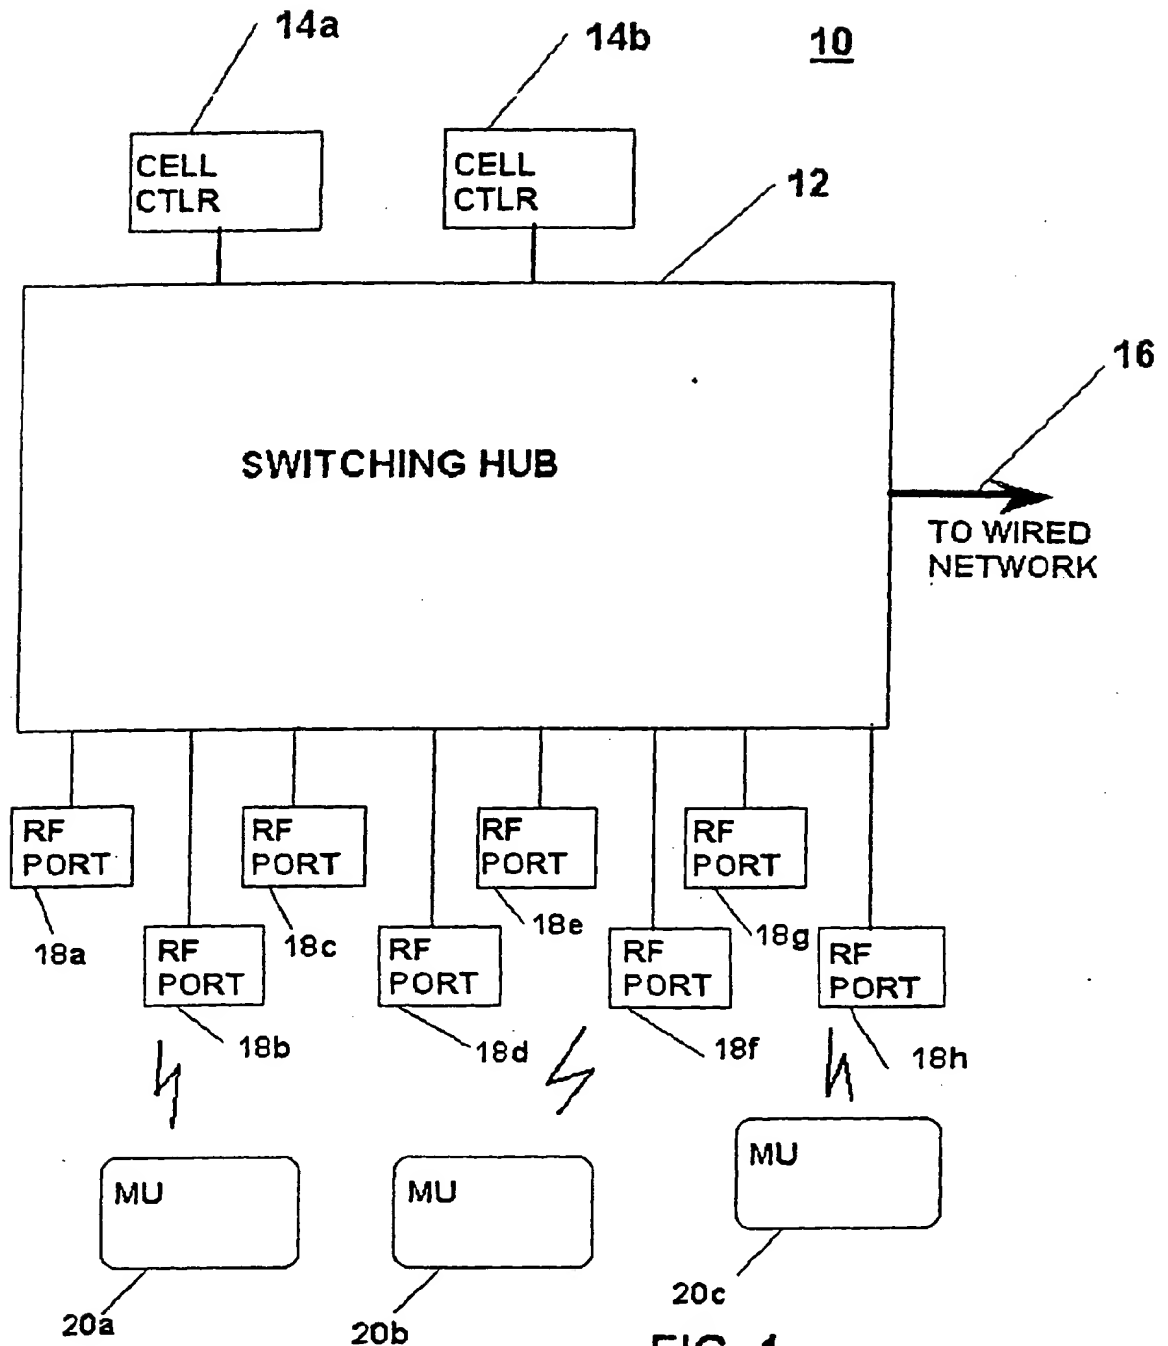 14a
14b
10
CELL
CTLR
CELL
CTLR
12
16
SWITCHING HUB
TO WIRED
NETWORK
RF
PORT
RF
PORT
RF
PORT
RF
PORT
18a
18c
18e
18g
RF
PORT
RF
PORT
RF
PORT
RF
PORT
18b
18d
18f
18h
MU
MU
MU
20a
20b
20c
FIG. 1